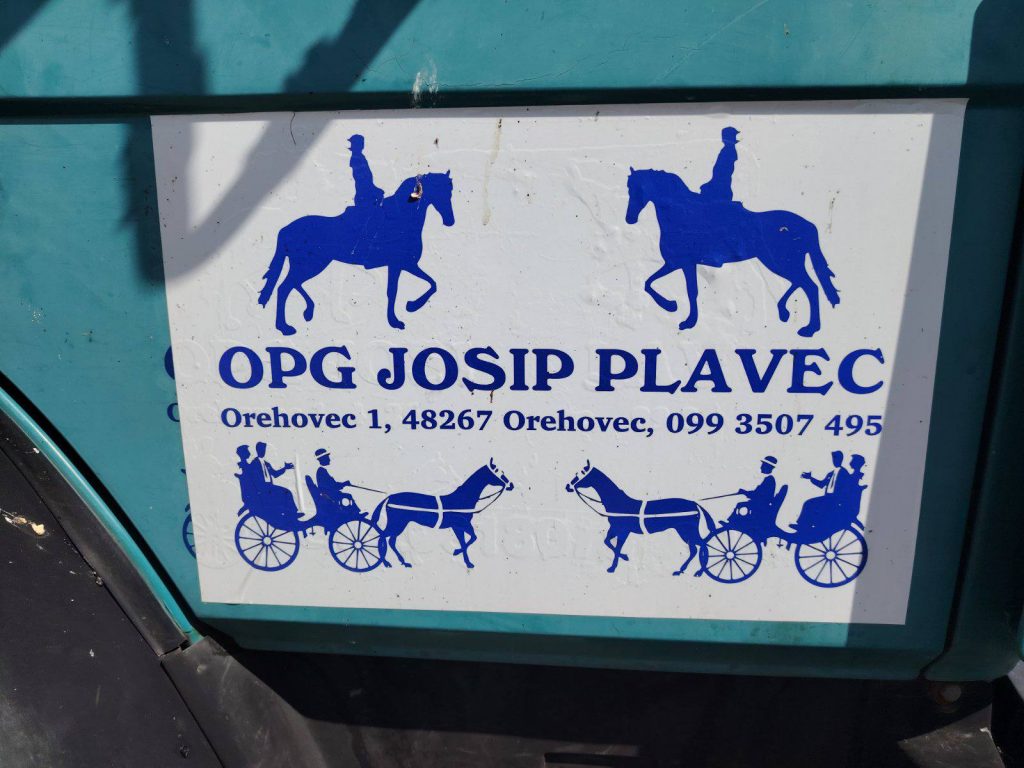 OPG JOSIP PLAVEC
Orehovec 1, 48267 Orehovec, 099 3507 495